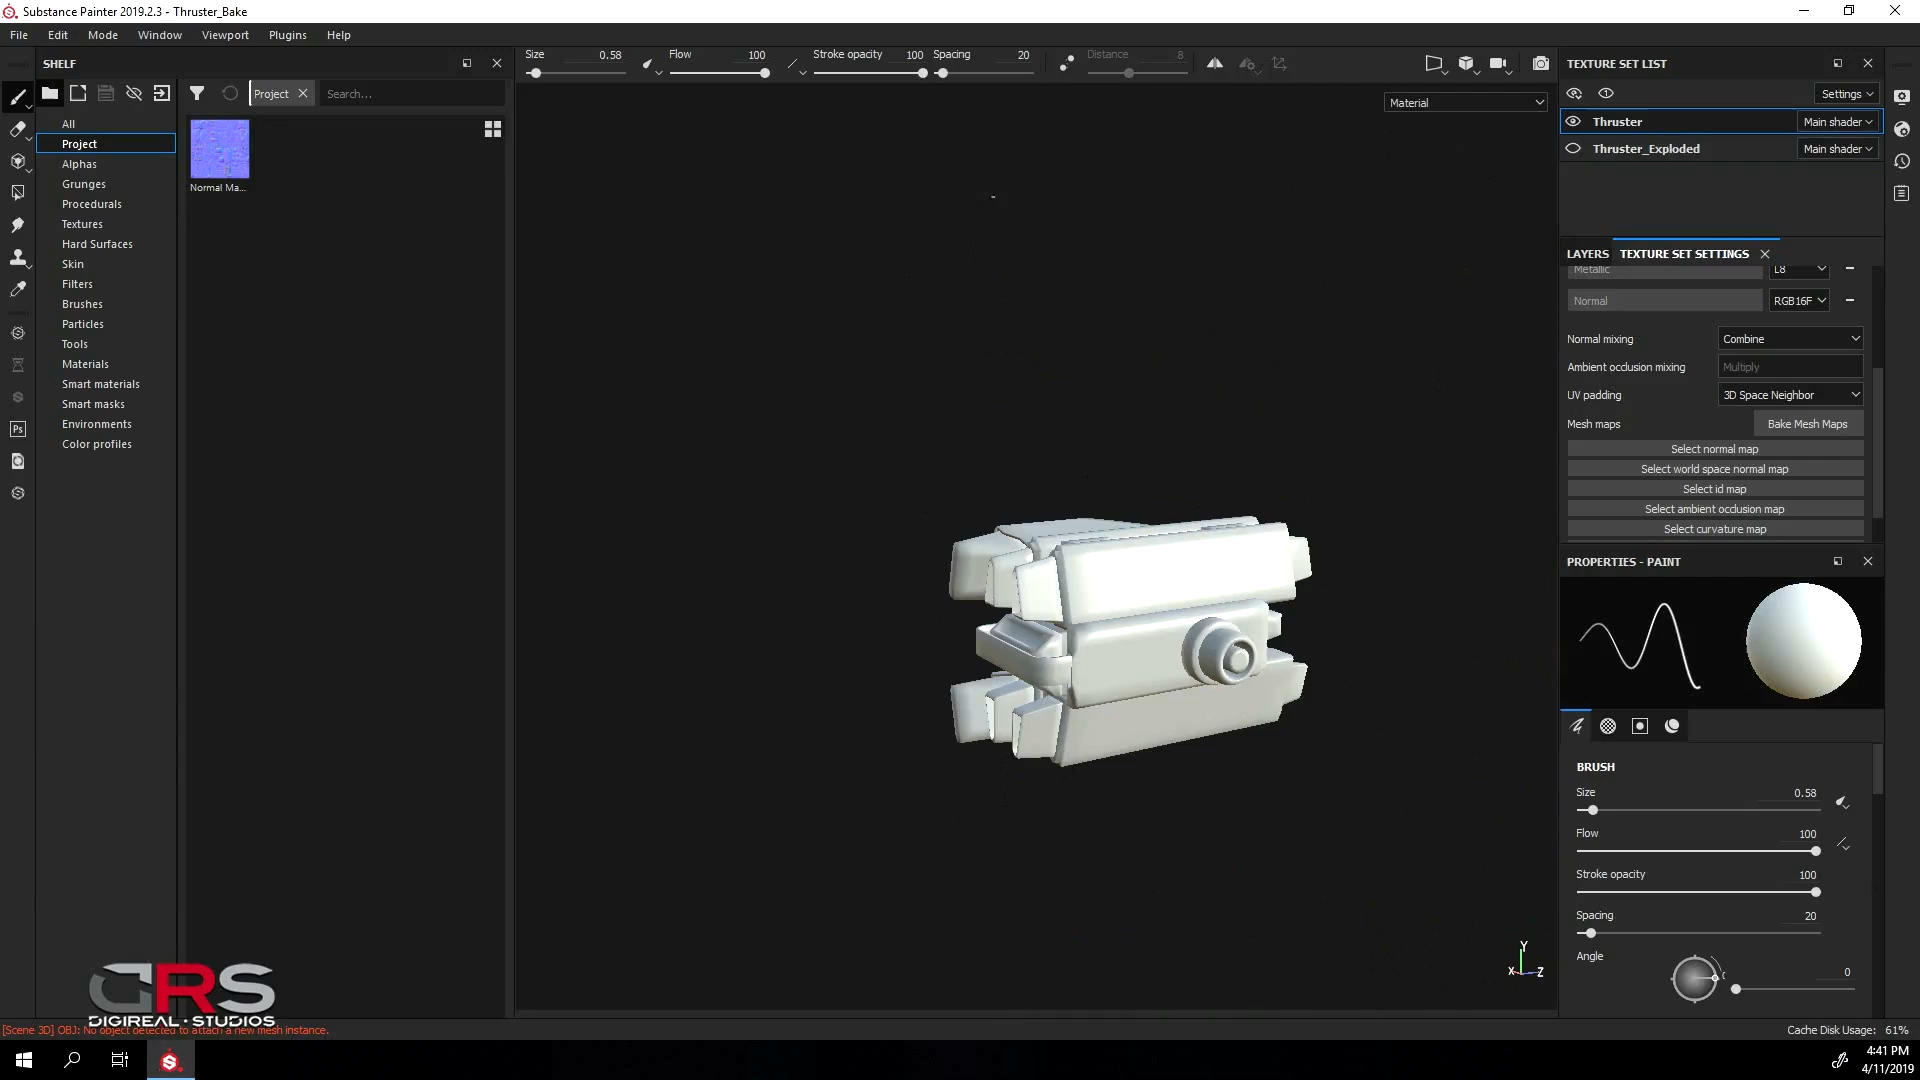 Substance Painter 2019.2.3 - Thruster_Bake
File Edit Mode Window Viewport Plugins Help
SHELF
Project
Search...
All
Project
Alphas
Grunges
Procedurals
Textures
Hard Surfaces
Skin
Filters
Brushes
Particles
Tools
Materials
Smart materials
Smart masks
Environments
Color profiles
Normal Ma...
Ps
Size 0.58 Flow 100 Stroke opacity 100 Spacing 20 Distance 8
Material
Y
X Z
TEXTURE SET LIST
Settings
Thruster Main shader
Thruster_Exploded Main shader
LAYERS TEXTURE SET SETTINGS
Metallic L8
Normal RGB16F
Normal mixing Combine
Ambient occlusion mixing Multiply
UV padding 3D Space Neighbor
Mesh maps Bake Mesh Maps
Select normal map
Select world space normal map
Select id map
Select ambient occlusion map
Select curvature map
PROPERTIES - PAINT
BRUSH
Size 0.58
Flow 100
Stroke opacity 100
Spacing 20
Angle 0
DRS
DIGIREAL·STUDIOS
[Scene 3D] OBJ: No object detected to attach a new mesh instance.
Cache Disk Usage: 61%
4:41 PM
4/11/2019